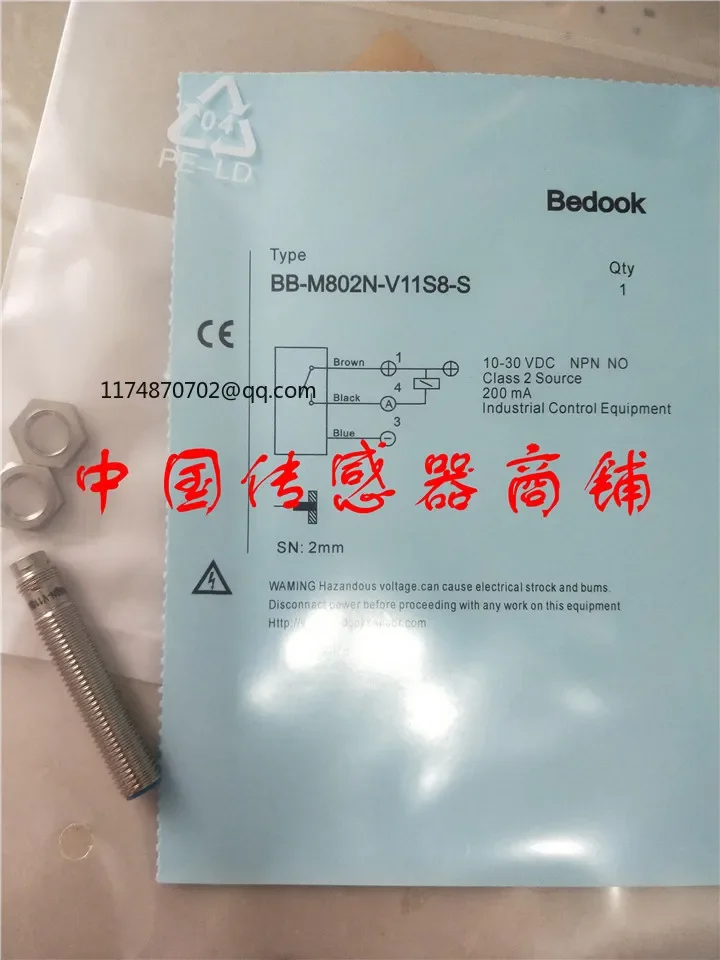 04
PE-LD
Bedook
Type
BB-M802N-V11S8-S
Qty
1
CE
Brown
1
10-30 VDC NPN NO
4
Class 2 Source
1174870702@qq.com
Black
A
200 mA
Industrial Control Equipment
3
Blue
中国传感器商铺
SN: 2mm
WAMING Hazandous voltage.can cause electrical strock and bums.
Disconnect power before proceeding with any work on this equipment